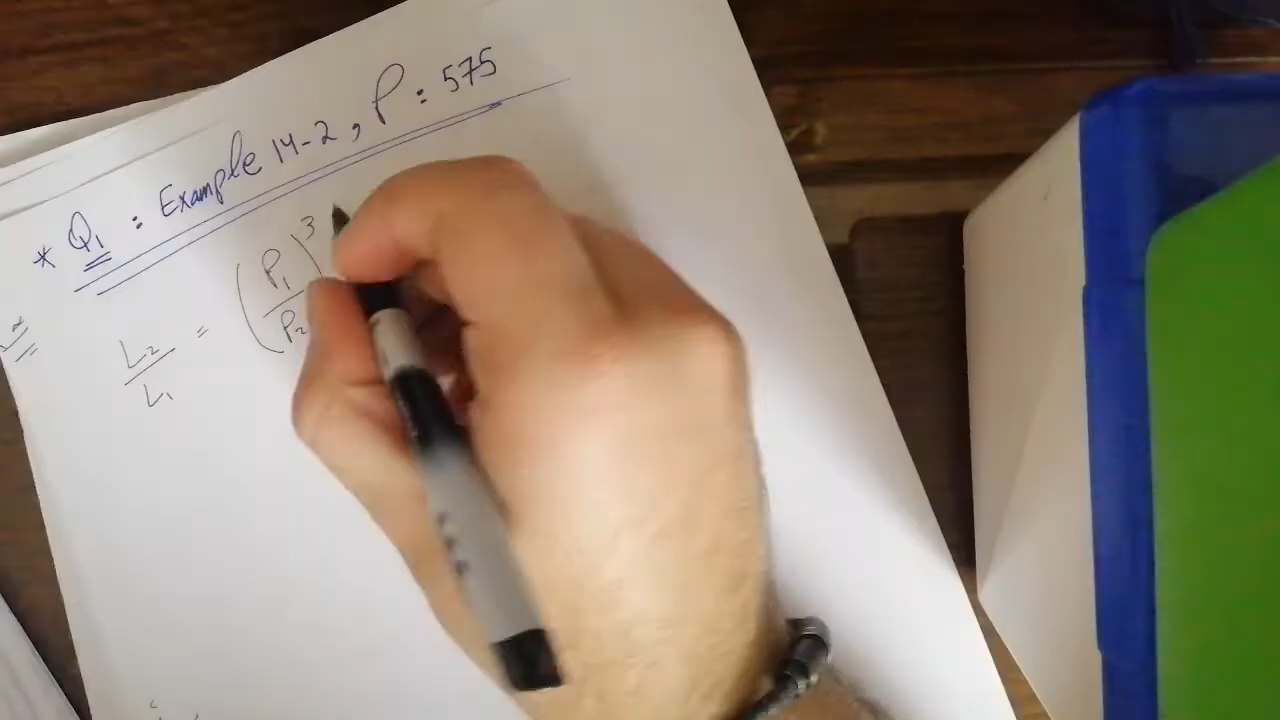 * Q1 : Example 14-2, P: 575
L2/L1 = (P1/P2)^3